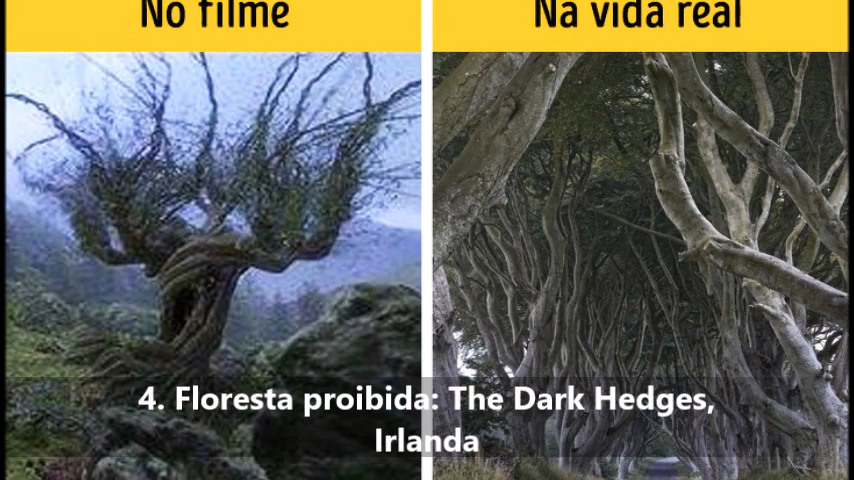 No filme
Na vida real
4. Floresta proibida: The Dark Hedges,
Irlanda